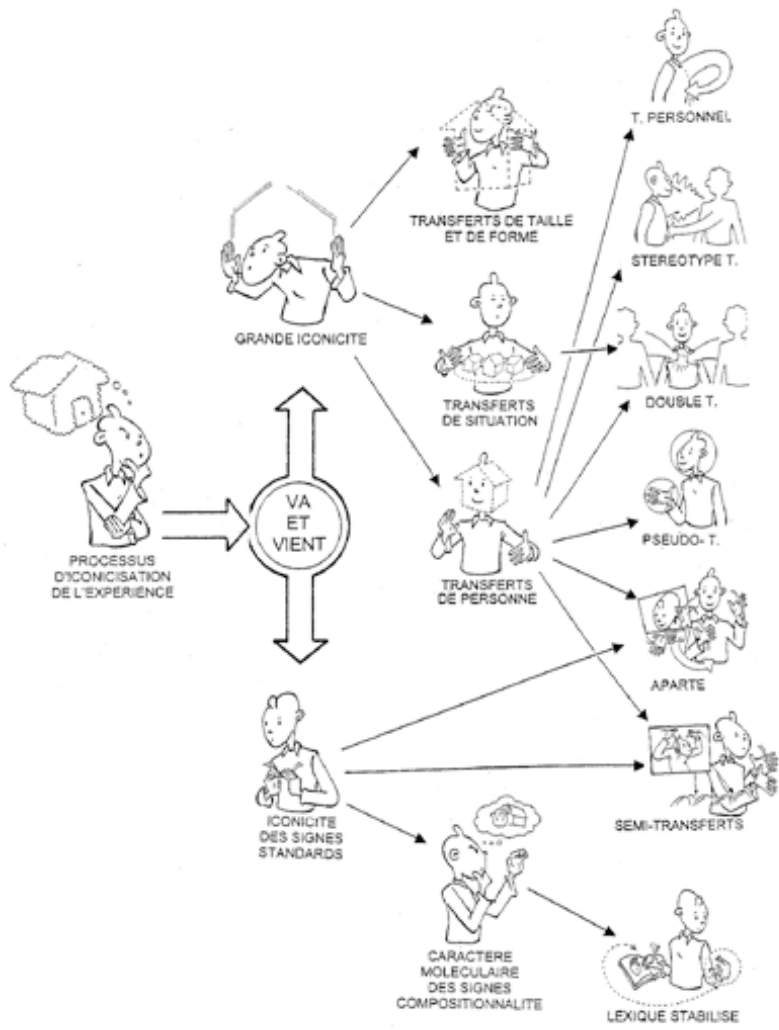 T. PERSONNEL
TRANSFERTS DE TAILLE
ET DE FORME
STEREOTYPE T.
GRANDE ICONICITE
TRANSFERTS
DE SITUATION
DOUBLE T.
VA
ET
VIENT
PSEUDO- T.
PROCESSUS
D'ICONICISATION
DE L'EXPERIENCE
TRANSFERTS
DE PERSONNE
APARTE
ICONICITE
DES SIGNES
STANDARDS
SEMI-TRANSFERTS
CARACTERE
MOLECULAIRE
DES SIGNES
COMPOSITIONNALITE
LEXIQUE STABILISE